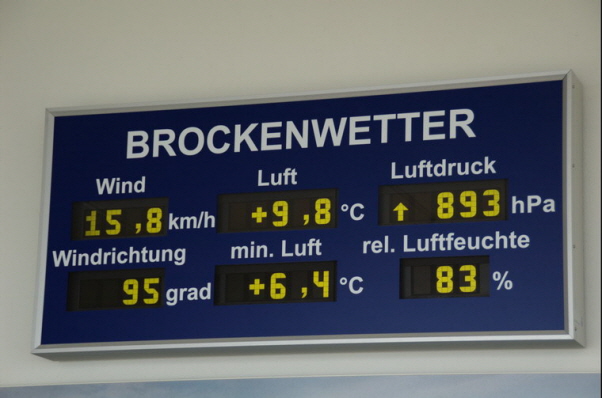 BROCKENWETTER
Wind Luft Luftdruck
15,8 km/h +9,8 °C ↑ 893 hPa
Windrichtung min. Luft rel. Luftfeuchte
95 grad +6,4 °C 83 %